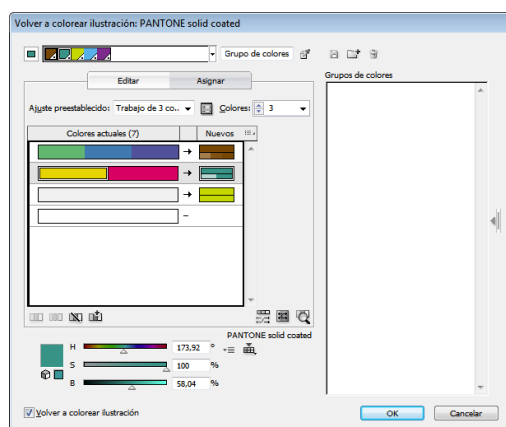 Volver a colorear ilustración: PANTONE solid coated
Grupo de colores
Editar Asignar
Grupos de colores
Ajuste preestablecido: Trabajo de 3 co... Colores: 3
Colores actuales (7) Nuevos
PANTONE solid coated
H 173,92 °
S 100 %
B 58,04 %
Volver a colorear ilustración
OK Cancelar